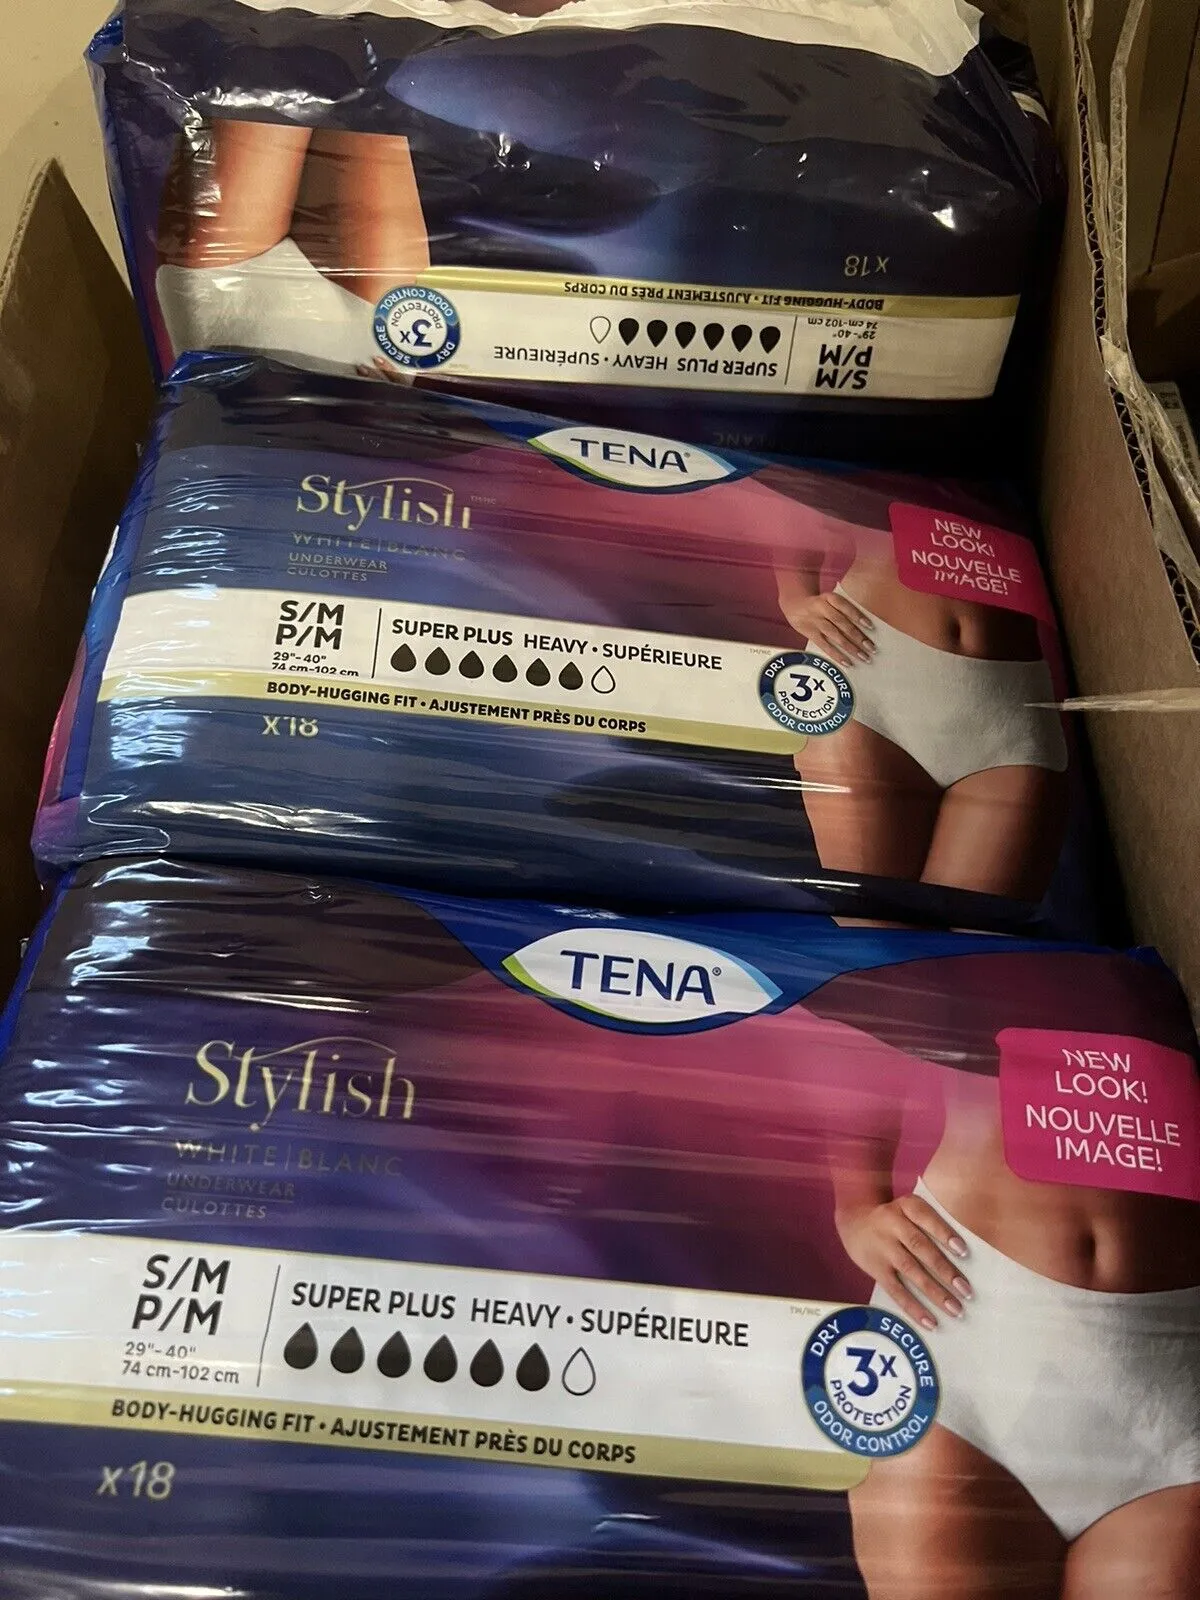 x18
BODY-HUGGING FIT • AJUSTEMENT PRÈS DU CORPS
S/M
P/M
29"-40"
74 cm-102 cm
SUPER PLUS HEAVY • SUPÉRIEURE
DRY SECURE
3x
PROTECTION
ODOR CONTROL
TENA®
Stylish
WHITE | BLANC
UNDERWEAR
CULOTTES
NEW
LOOK!
NOUVELLE
IMAGE!
S/M
P/M
29"-40"
74 cm-102 cm
SUPER PLUS HEAVY • SUPÉRIEURE
TM/MC
DRY SECURE
3x
PROTECTION
ODOR CONTROL
BODY-HUGGING FIT • AJUSTEMENT PRÈS DU CORPS
x18
TENA®
Stylish
WHITE | BLANC
UNDERWEAR
CULOTTES
NEW
LOOK!
NOUVELLE
IMAGE!
S/M
P/M
29"-40"
74 cm-102 cm
SUPER PLUS HEAVY • SUPÉRIEURE
TM/MC
DRY SECURE
3x
PROTECTION
ODOR CONTROL
BODY-HUGGING FIT • AJUSTEMENT PRÈS DU CORPS
x18